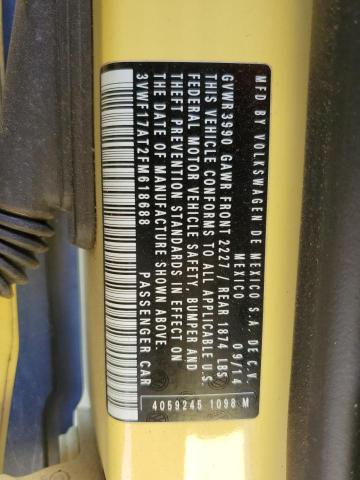 MFD BY VOLKSWAGEN DE MEXICO S.A. DE C.V.
MEXICO 09/14
GVWR 3990 GAWR FRONT 2227 / REAR 1874 LBS
THIS VEHICLE CONFORMS TO ALL APPLICABLE U.S.
FEDERAL MOTOR VEHICLE SAFETY, BUMPER AND
THEFT PREVENTION STANDARDS IN EFFECT ON
THE DATE OF MANUFACTURE SHOWN ABOVE.
3VWF17AT2FM618688 PASSENGER CAR
4059245 1098 M